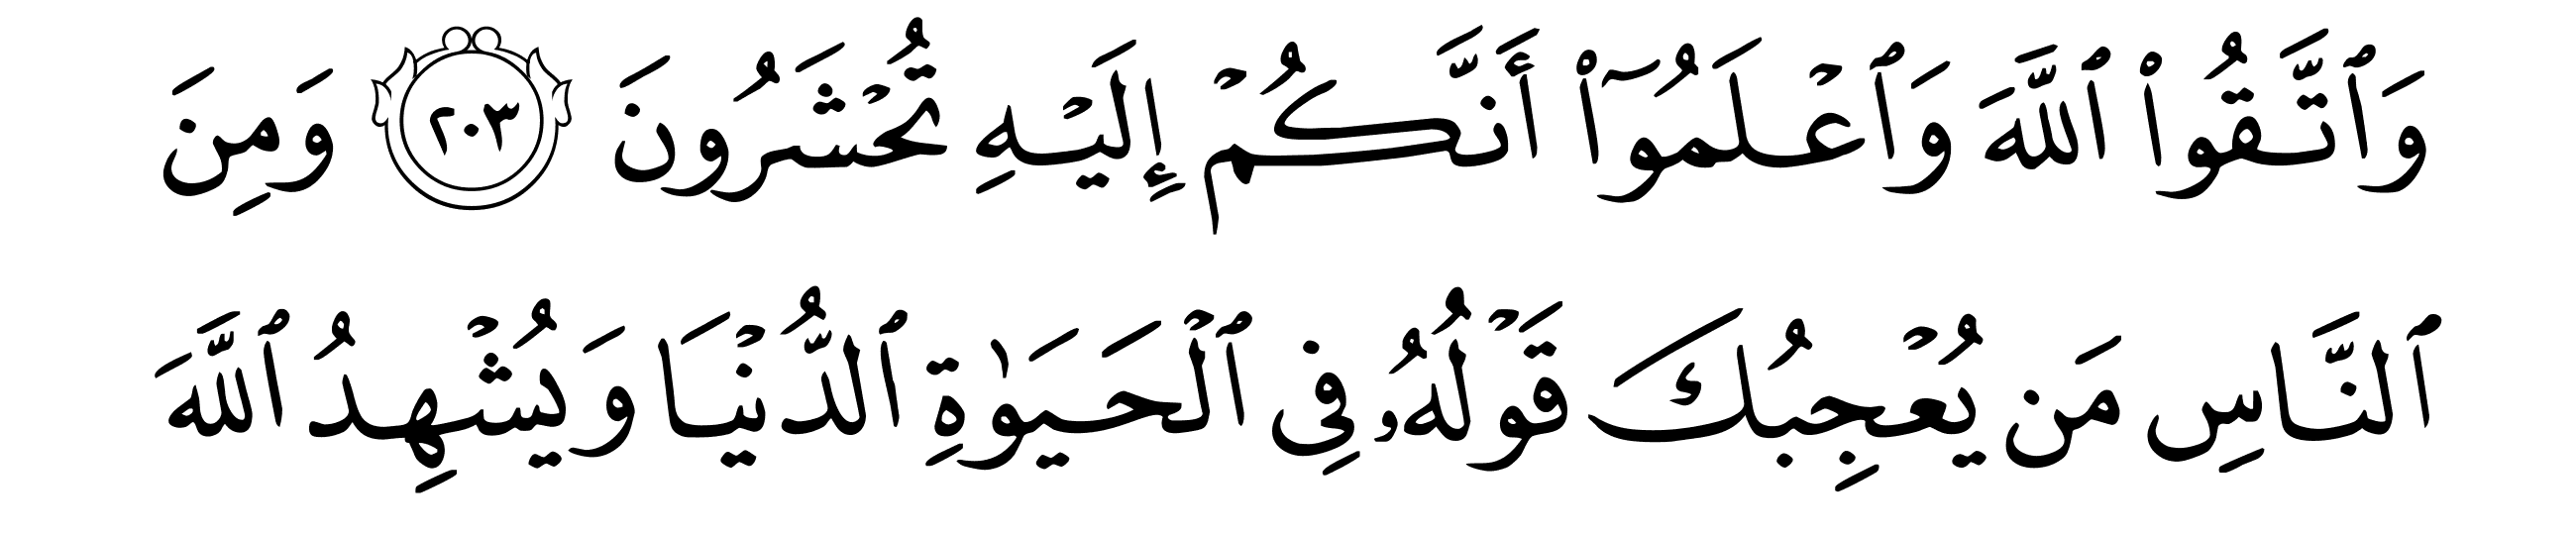 وَٱتَّقُوا۟ ٱللَّهَ وَٱعْلَمُوٓا۟ أَنَّكُمْ إِلَيْهِ تُحْشَرُونَ ٢٠٣ وَمِنَ
ٱلنَّاسِ مَن يُعْجِبُكَ قَوْلُهُۥ فِى ٱلْحَيَوٰةِ ٱلدُّنْيَا وَيُشْهِدُ ٱللَّهَ